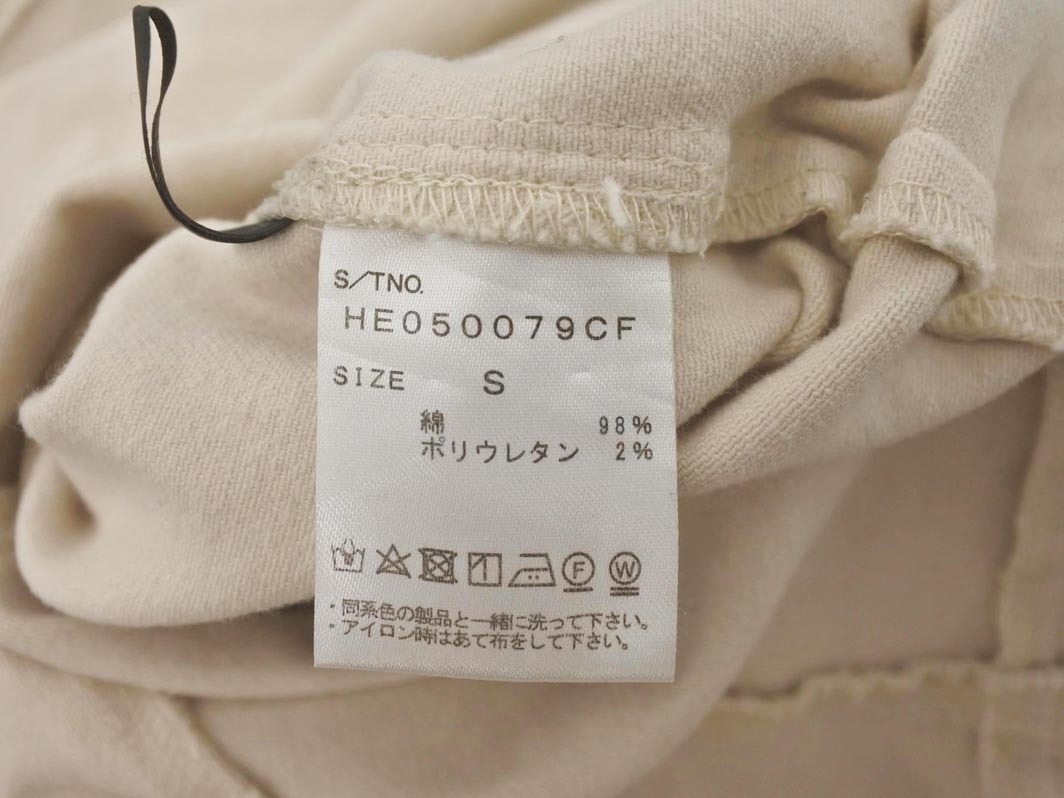 S/TNO.
HE050079CF
SIZE S
綿 98%
ポリウレタン 2%
F W
・同系色の製品と一緒に洗って下さい。
・アイロン時はあて布をして下さい。